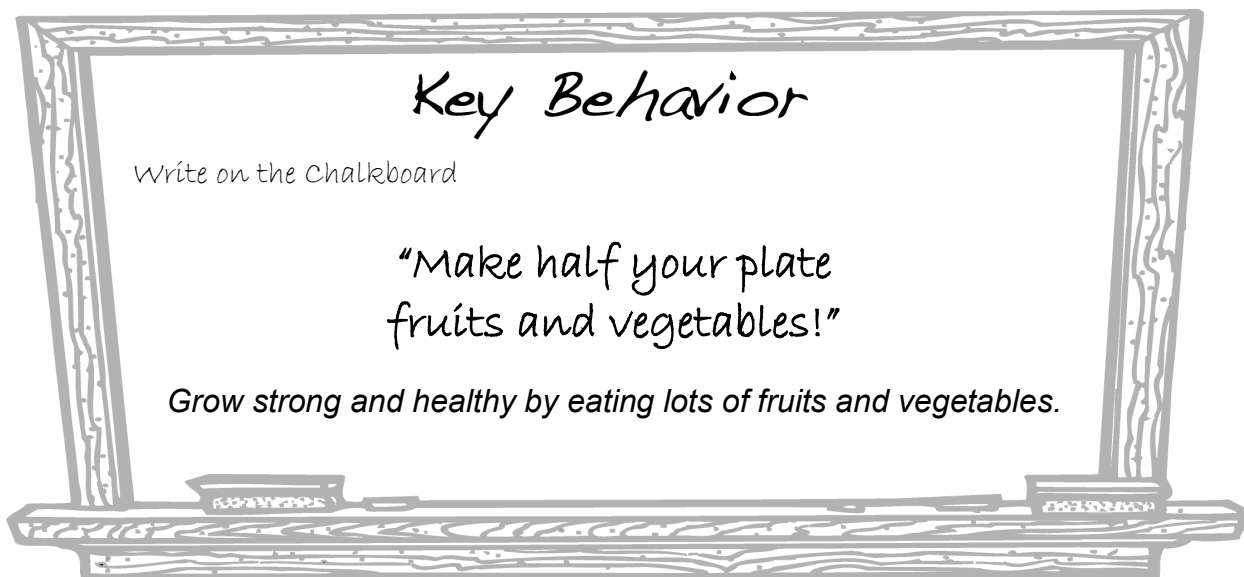 Key Behavior
Write on the Chalkboard
“Make half your plate
fruits and vegetables!”
Grow strong and healthy by eating lots of fruits and vegetables.